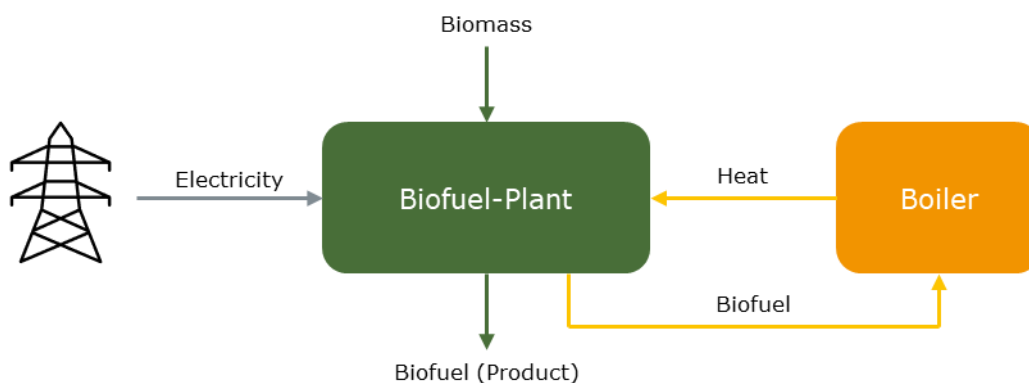 Biomass
Electricity
Biofuel-Plant
Heat
Boiler
Biofuel
Biofuel (Product)